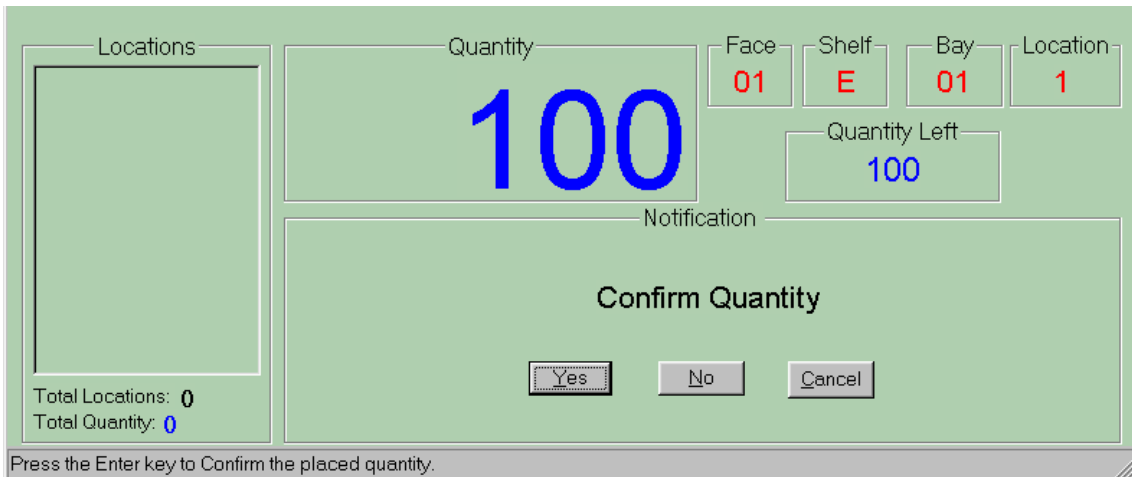 Locations
Quantity
Face
Shelf
Bay
Location
100
01
E
01
1
Quantity Left
100
Notification
Confirm Quantity
Yes
No
Cancel
Total Locations: 0
Total Quantity: 0
Press the Enter key to Confirm the placed quantity.